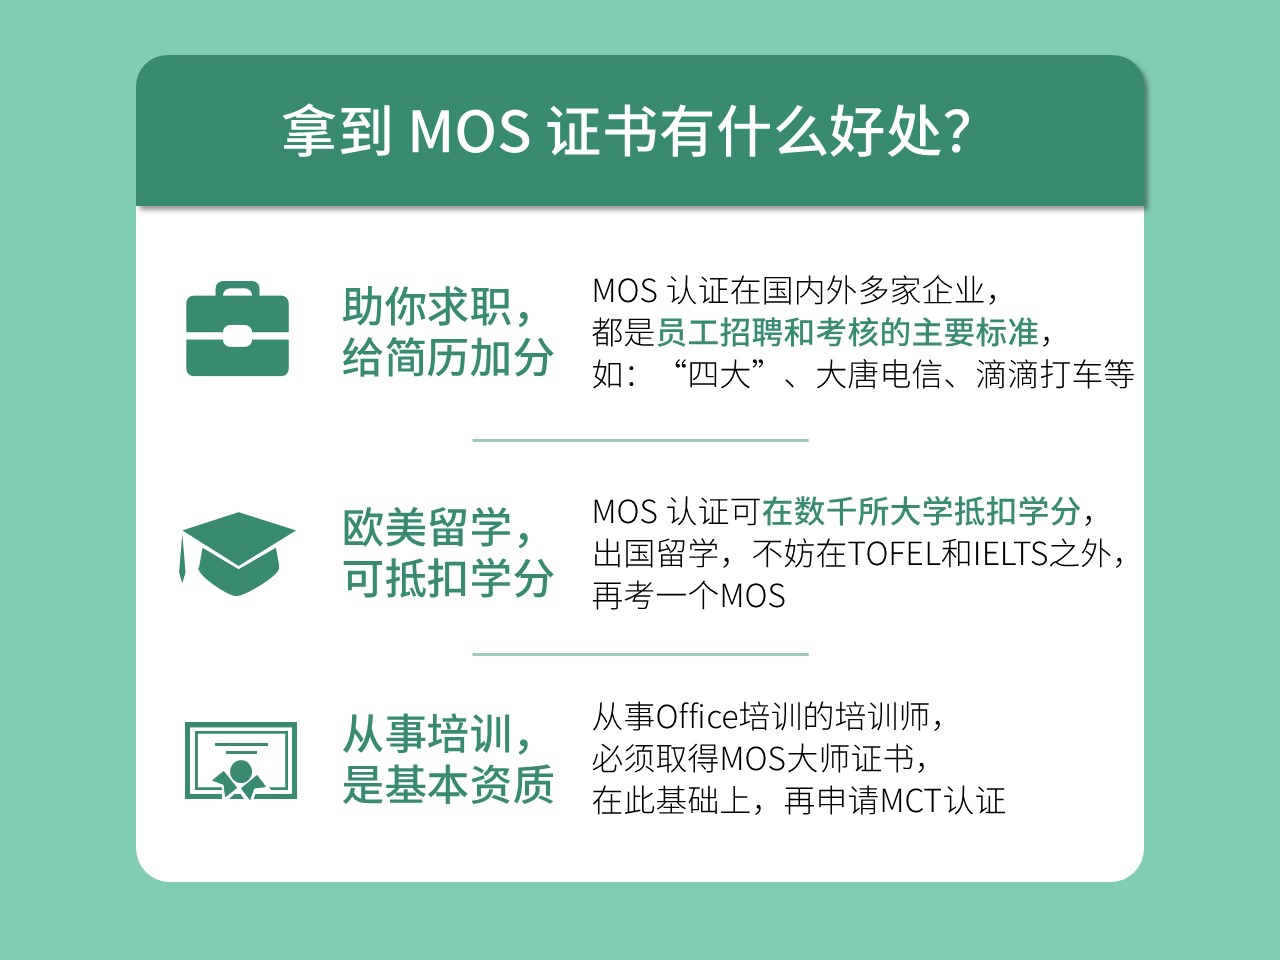 拿到 MOS 证书有什么好处？
助你求职，
给简历加分
MOS 认证在国内外多家企业，
都是员工招聘和考核的主要标准，
如：“四大”、大唐电信、滴滴打车等
欧美留学，
可抵扣学分
MOS 认证可在数千所大学抵扣学分，
出国留学，不妨在TOFEL和IELTS之外，
再考一个MOS
从事培训，
是基本资质
从事Office培训的培训师，
必须取得MOS大师证书，
在此基础上，再申请MCT认证